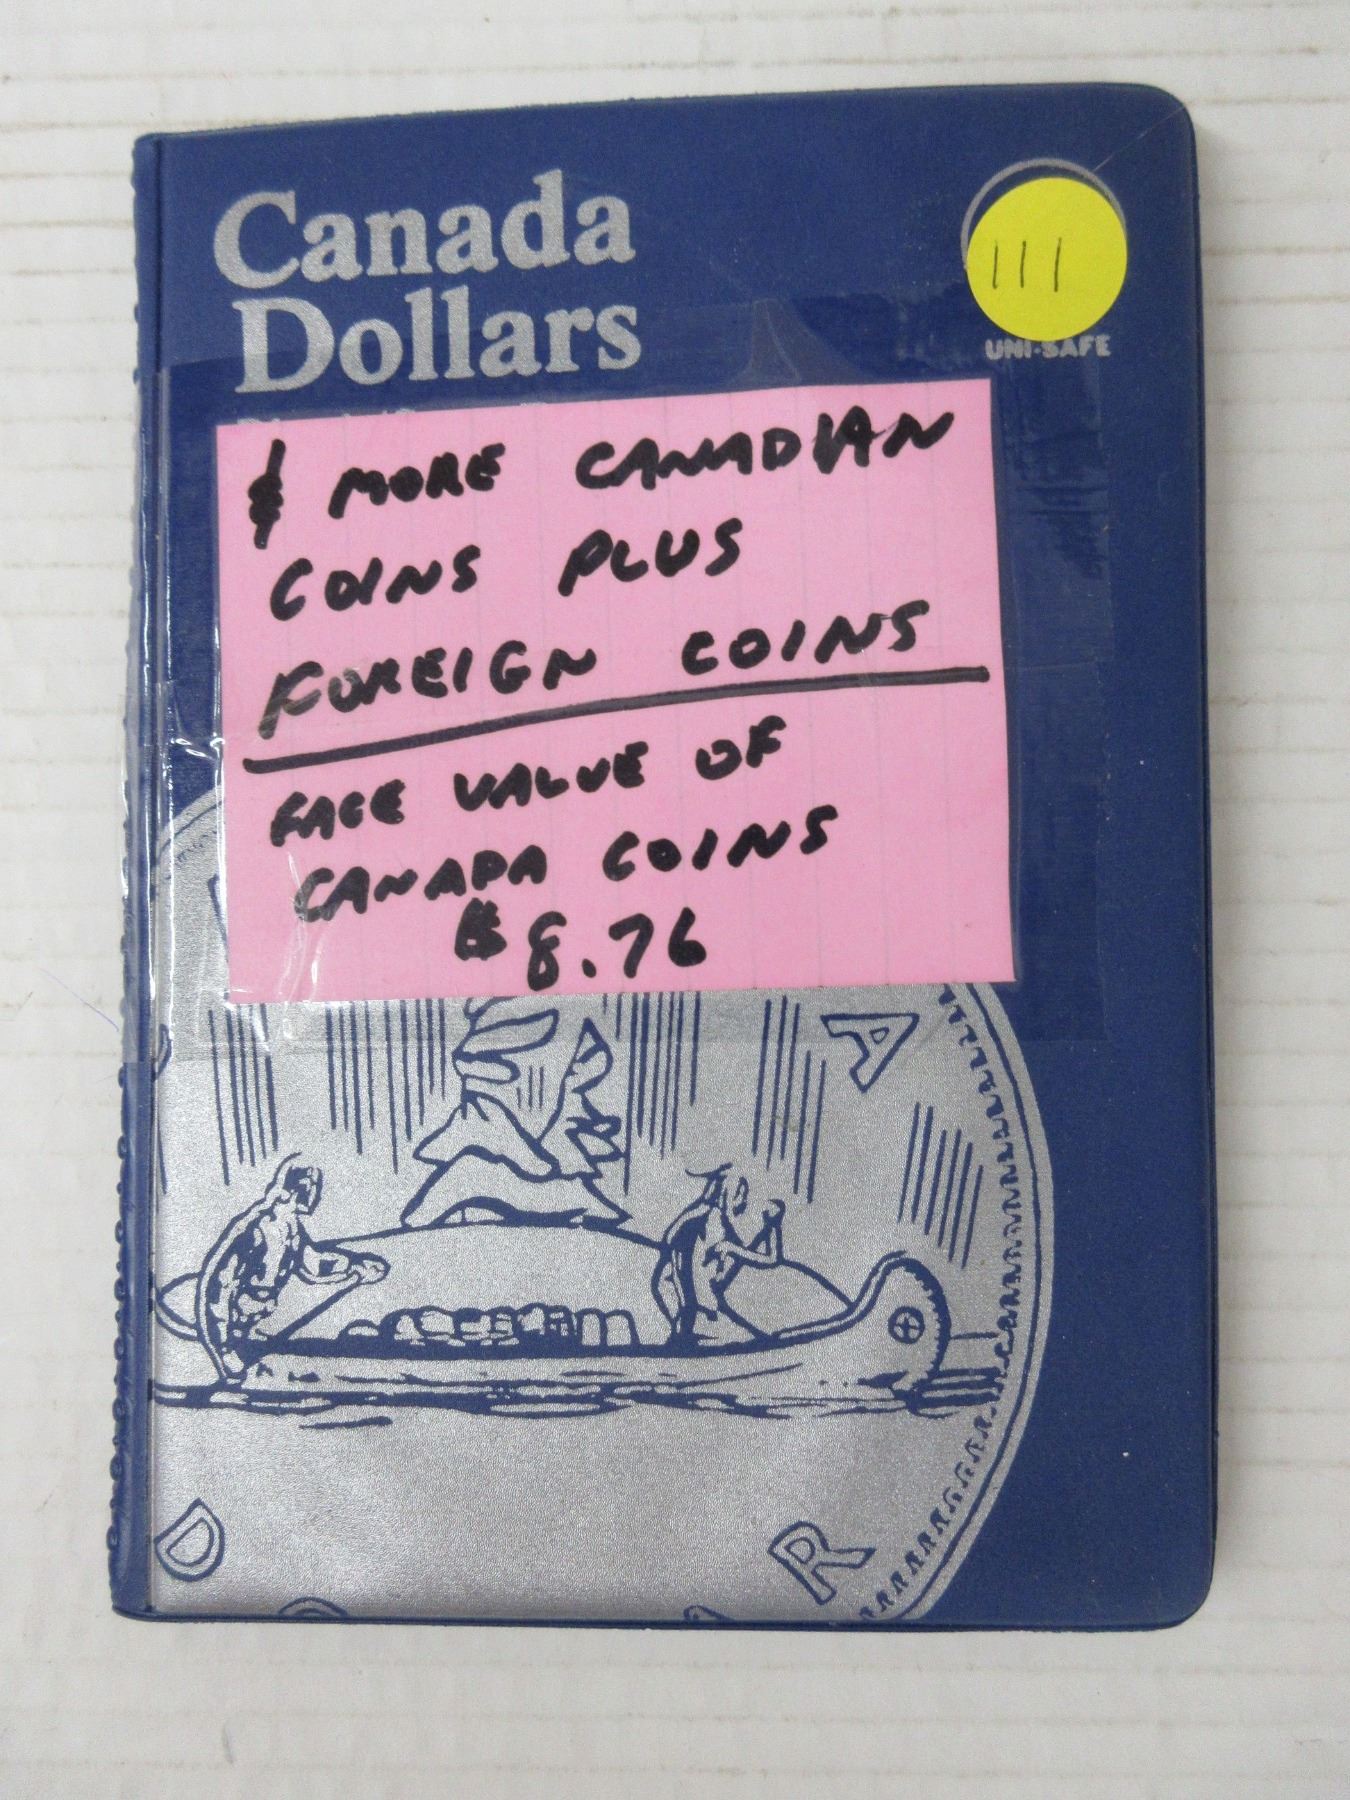 Canada
Dollars
111
UNI-SAFE
& MORE CANADIAN
COINS PLUS
FOREIGN COINS
FACE VALUE OF
CANADA COINS
$8.76
A
D
R